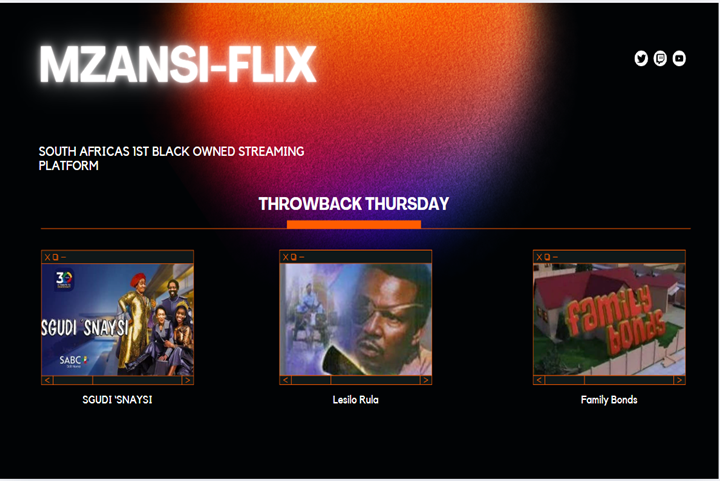 MZANSI-FLIX
SOUTH AFRICAS 1ST BLACK OWNED STREAMING
PLATFORM
THROWBACK THURSDAY
30
SGUDI 'SNAYSI
SABC
family
bonds
SGUDI 'SNAYSI
Lesilo Rula
Family Bonds